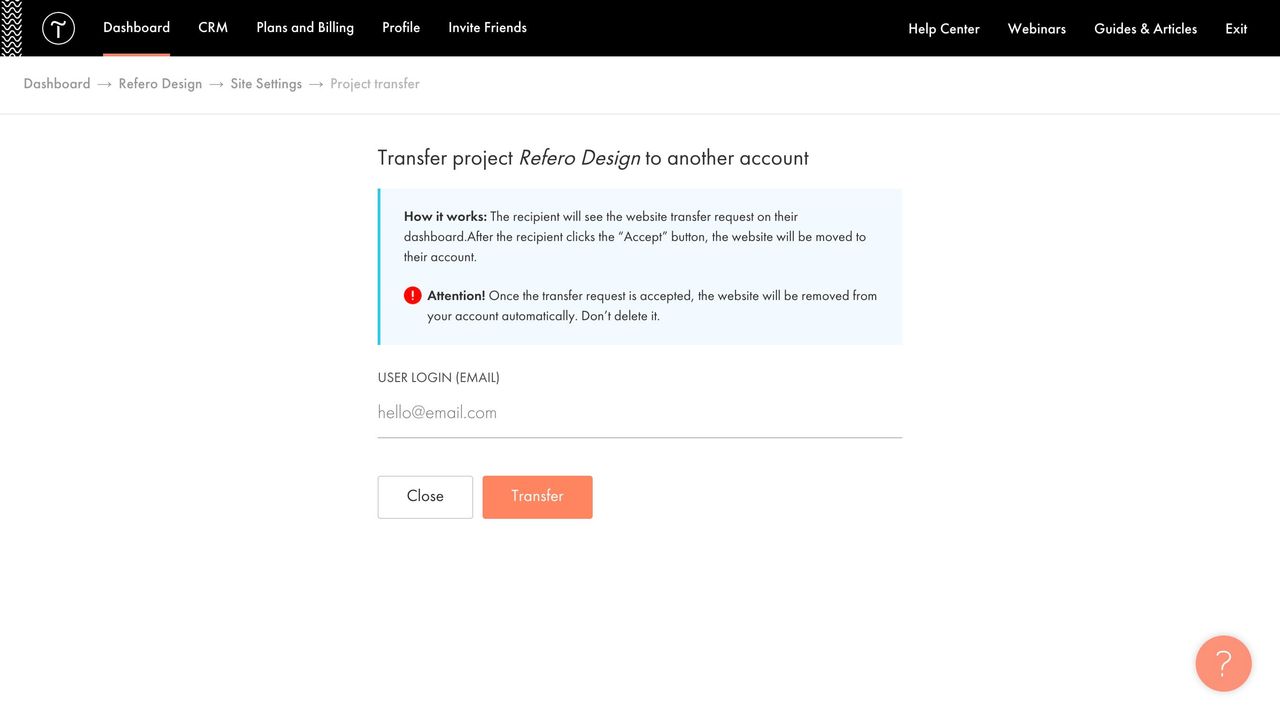 Dashboard CRM Plans and Billing Profile Invite Friends Help Center Webinars Guides & Articles Exit
Dashboard → Refero Design → Site Settings → Project transfer
Transfer project Refero Design to another account
How it works: The recipient will see the website transfer request on their
dashboard.After the recipient clicks the “Accept” button, the website will be moved to
their account.
! Attention! Once the transfer request is accepted, the website will be removed from
your account automatically. Don’t delete it.
USER LOGIN (EMAIL)
hello@email.com
Close Transfer
?